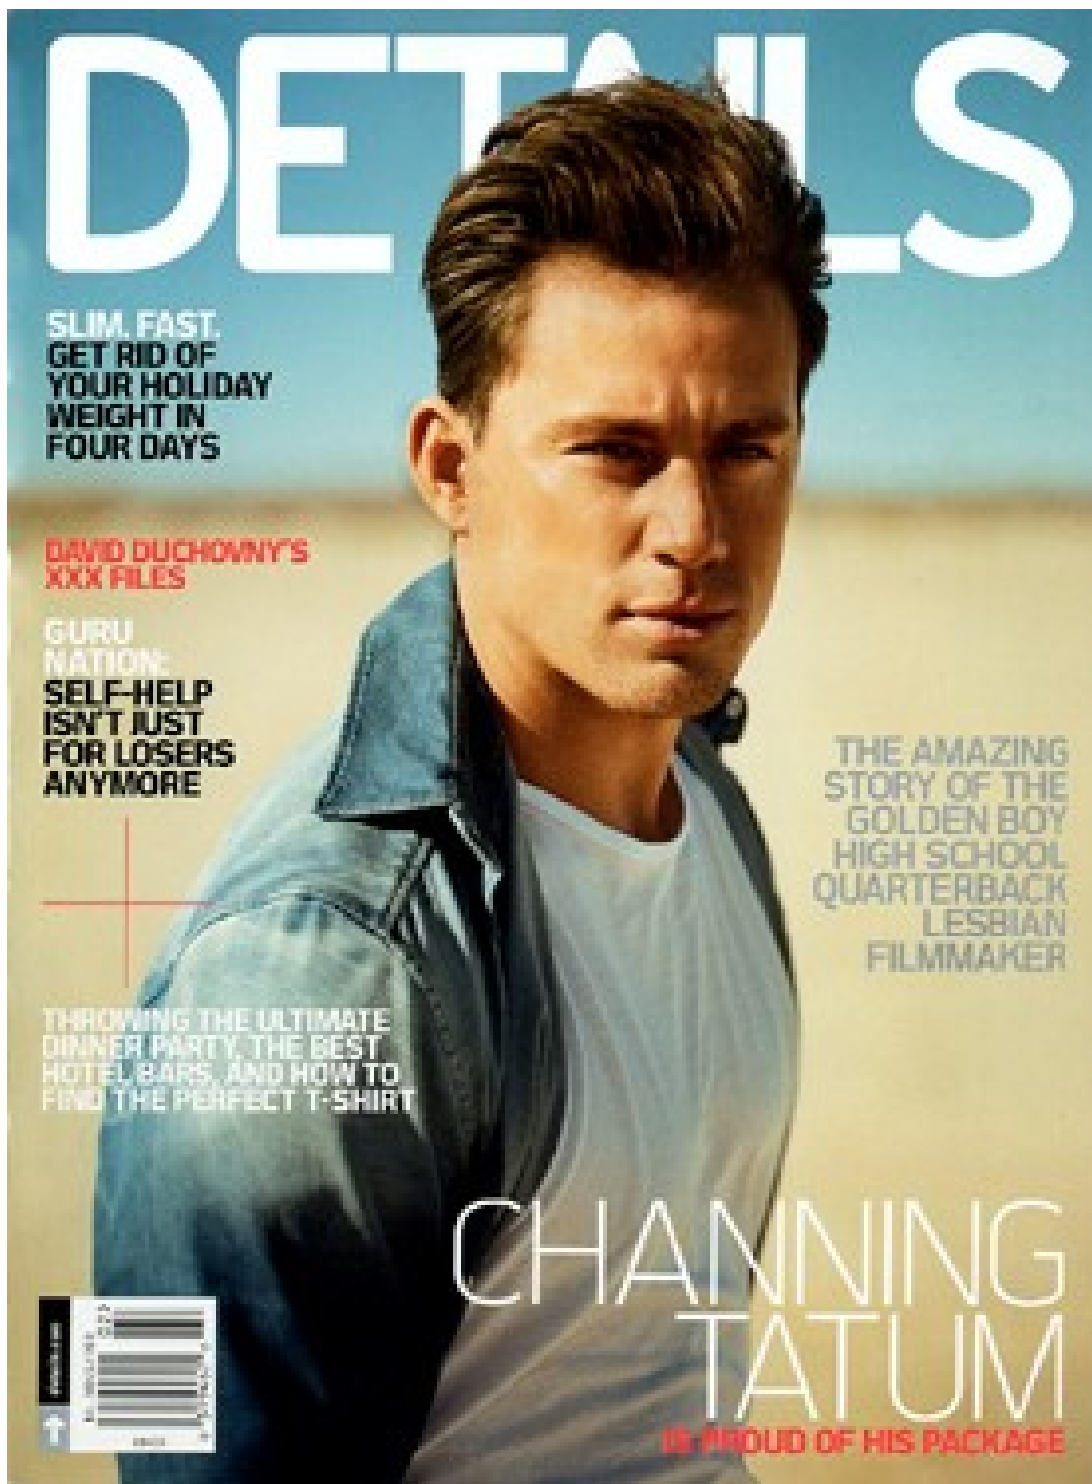 DETAILS
SLIM. FAST.
GET RID OF
YOUR HOLIDAY
WEIGHT IN
FOUR DAYS
DAVID DUCHOVNY'S
XXX FILES
GURU
NATION:
SELF-HELP
ISN'T JUST
FOR LOSERS
ANYMORE
THE AMAZING
STORY OF THE
GOLDEN BOY
HIGH SCHOOL
QUARTERBACK
LESBIAN
FILMMAKER
THROWING THE ULTIMATE
DINNER PARTY, THE BEST
HOTEL BARS, AND HOW TO
FIND THE PERFECT T-SHIRT
CHANNING
TATUM
IS PROUD OF HIS PACKAGE